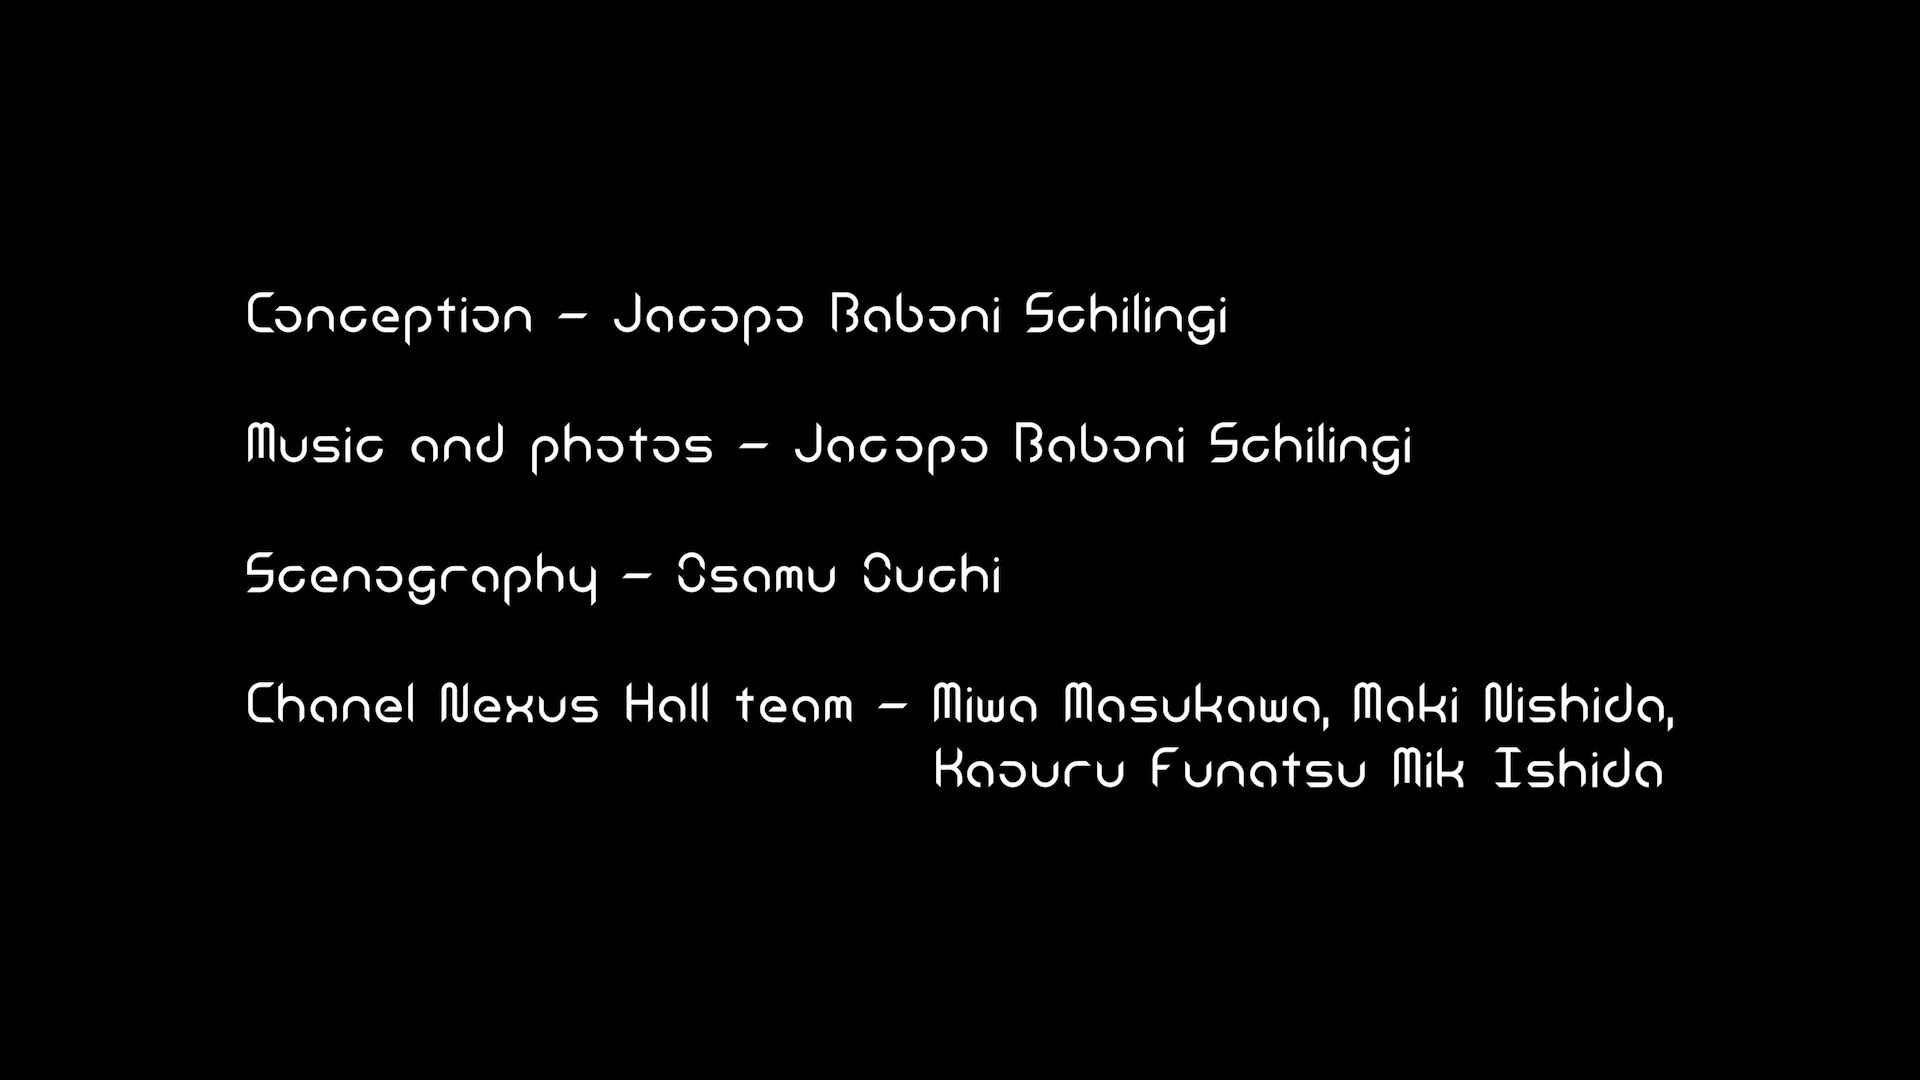 Conception - Jacopo Baboni Schilingi
Music and photos - Jacopo Baboni Schilingi
Scenography - Osamu Ouchi
Chanel Nexus Hall team - Miwa Masukawa, Maki Nishida,
Kaouru Funatsu Mik Ishida